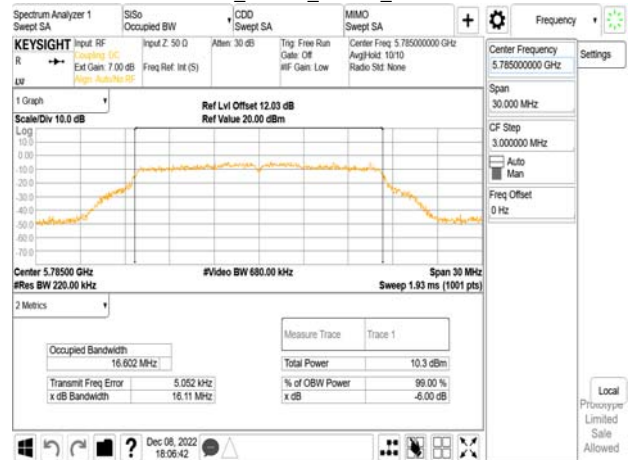 Spectrum Analyzer 1
Swept SA
SISo
Occupied BW
CDD
Swept SA
MIMO
Swept SA
+
Frequency
KEYSIGHT
R
LV
Input: RF
Coupling: DC
Ext Gain: 7.00 dB
Align: Auto/No RF
Input Z: 50 Ω
Freq Ref: Int (S)
Atten: 30 dB
Trig: Free Run
Gate: Off
#IF Gain: Low
Center Freq: 5.785000000 GHz
Avg|Hold: 10/10
Radio Std: None
Center Frequency
5.785000000 GHz
Settings
Span
30.000 MHz
CF Step
3.000000 MHz
Auto
Man
Freq Offset
0 Hz
1 Graph
Scale/Div 10.0 dB
Ref Lvl Offset 12.03 dB
Ref Value 20.00 dBm
Log
10.0
0.00
-10.0
-20.0
-30.0
-40.0
-50.0
-60.0
-70.0
Center 5.78500 GHz
#Video BW 680.00 kHz
Span 30 MHz
#Res BW 220.00 kHz
Sweep 1.93 ms (1001 pts)
2 Metrics
Measure Trace
Trace 1
Occupied Bandwidth
16.602 MHz
Total Power
10.3 dBm
Transmit Freq Error
5.052 kHz
% of OBW Power
99.00 %
x dB Bandwidth
16.11 MHz
x dB
-6.00 dB
Local
Prototype
Limited
Sale
Allowed
?
Dec 08, 2022
18:06:42